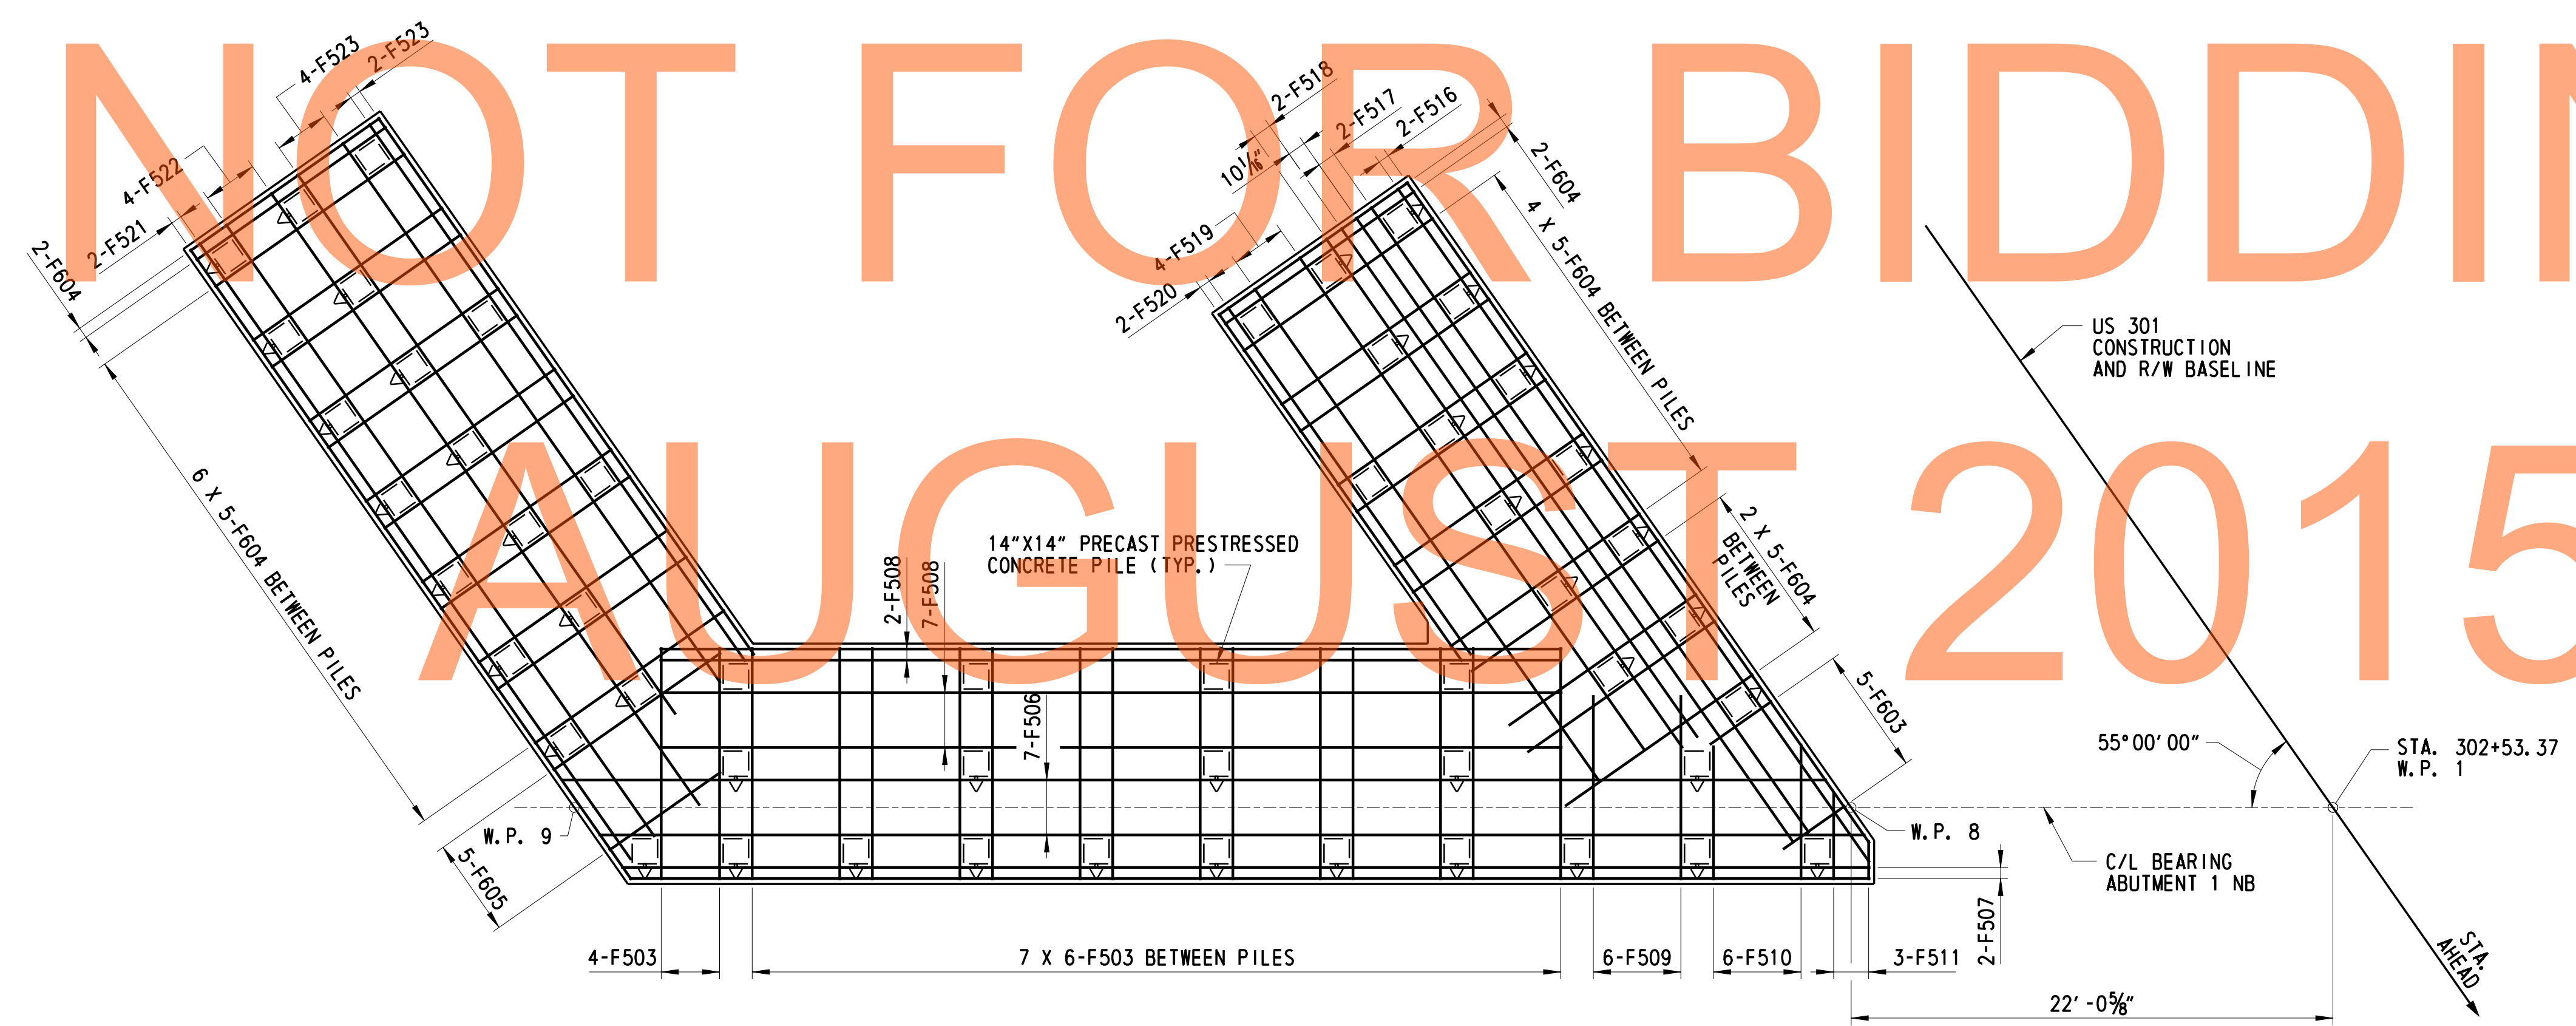 NOT FOR BIDDIN
AUGUST 2015
4-F523
2-F523
4-F522
2-F521
2-F604
6 X 5-F604 BETWEEN PILES
5-F605
W.P. 9
2-F518
2-F517
2-F516
10 1/16"
4-F519
2-F520
2-F604
4 X 5-F604 BETWEEN PILES
2 X 5-F604
BETWEEN
PILES
5-F603
14"X14" PRECAST PRESTRESSED
CONCRETE PILE (TYP.)
2-F508
7-F508
7-F506
US 301
CONSTRUCTION
AND R/W BASELINE
55°00'00"
STA. 302+53.37
W.P. 1
W.P. 8
C/L BEARING
ABUTMENT 1 NB
2-F507
4-F503
7 X 6-F503 BETWEEN PILES
6-F509
6-F510
3-F511
22'-0⅝"
STA.
AHEAD